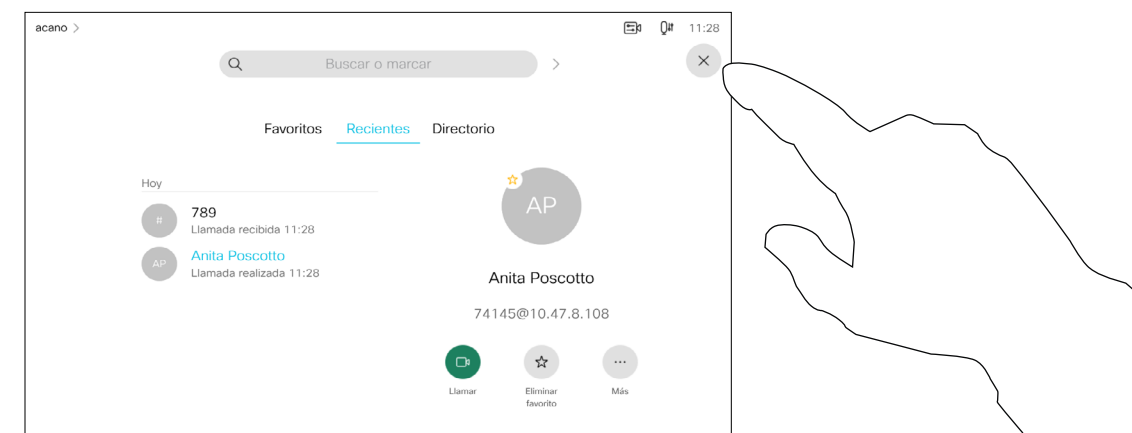 acano >
11:28
Buscar o marcar
Favoritos Recientes Directorio
Hoy
#
789
Llamada recibida 11:28
AP
Anita Poscotto
Llamada realizada 11:28
AP
Anita Poscotto
74145@10.47.8.108
Llamar
Eliminar
favorito
Más